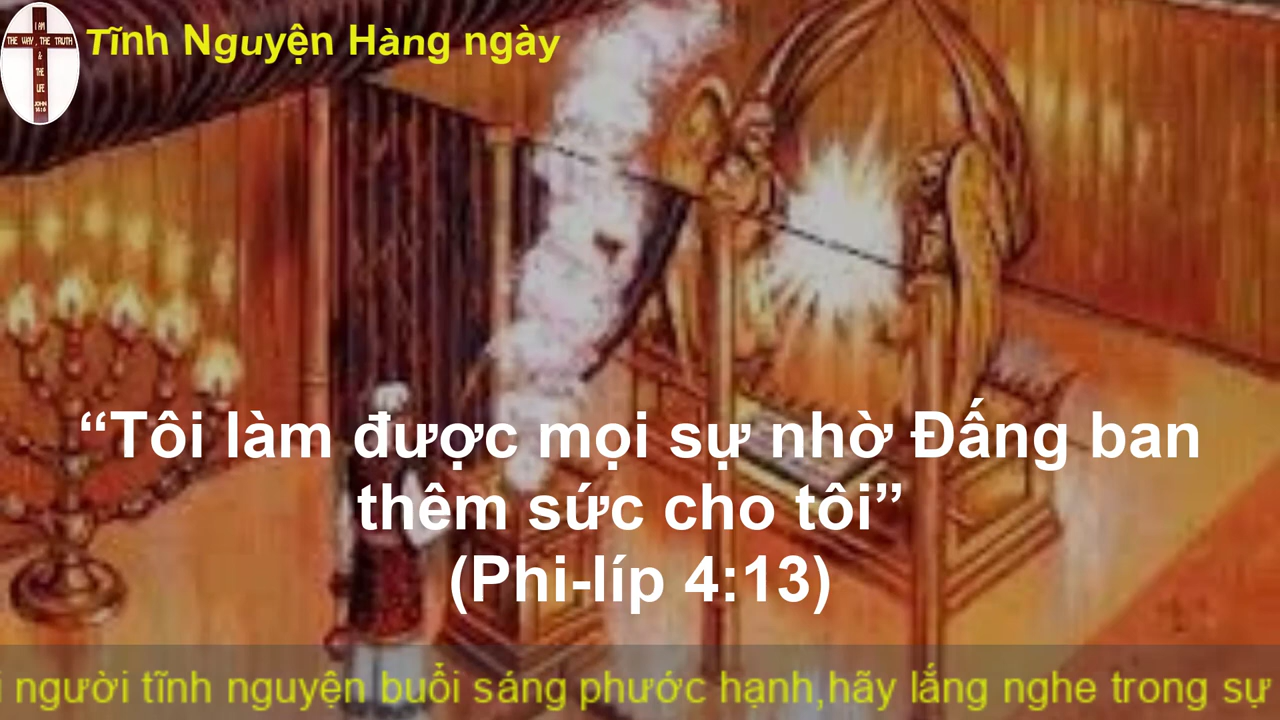 I AM
THE WAY, THE TRUTH
&
THE
LIFE
JOHN
Tĩnh Nguyện Hàng ngày
“Tôi làm được mọi sự nhờ Đấng ban
thêm sức cho tôi”
(Phi-líp 4:13)
i người tĩnh nguyện buổi sáng phước hạnh,hãy lắng nghe trong sự